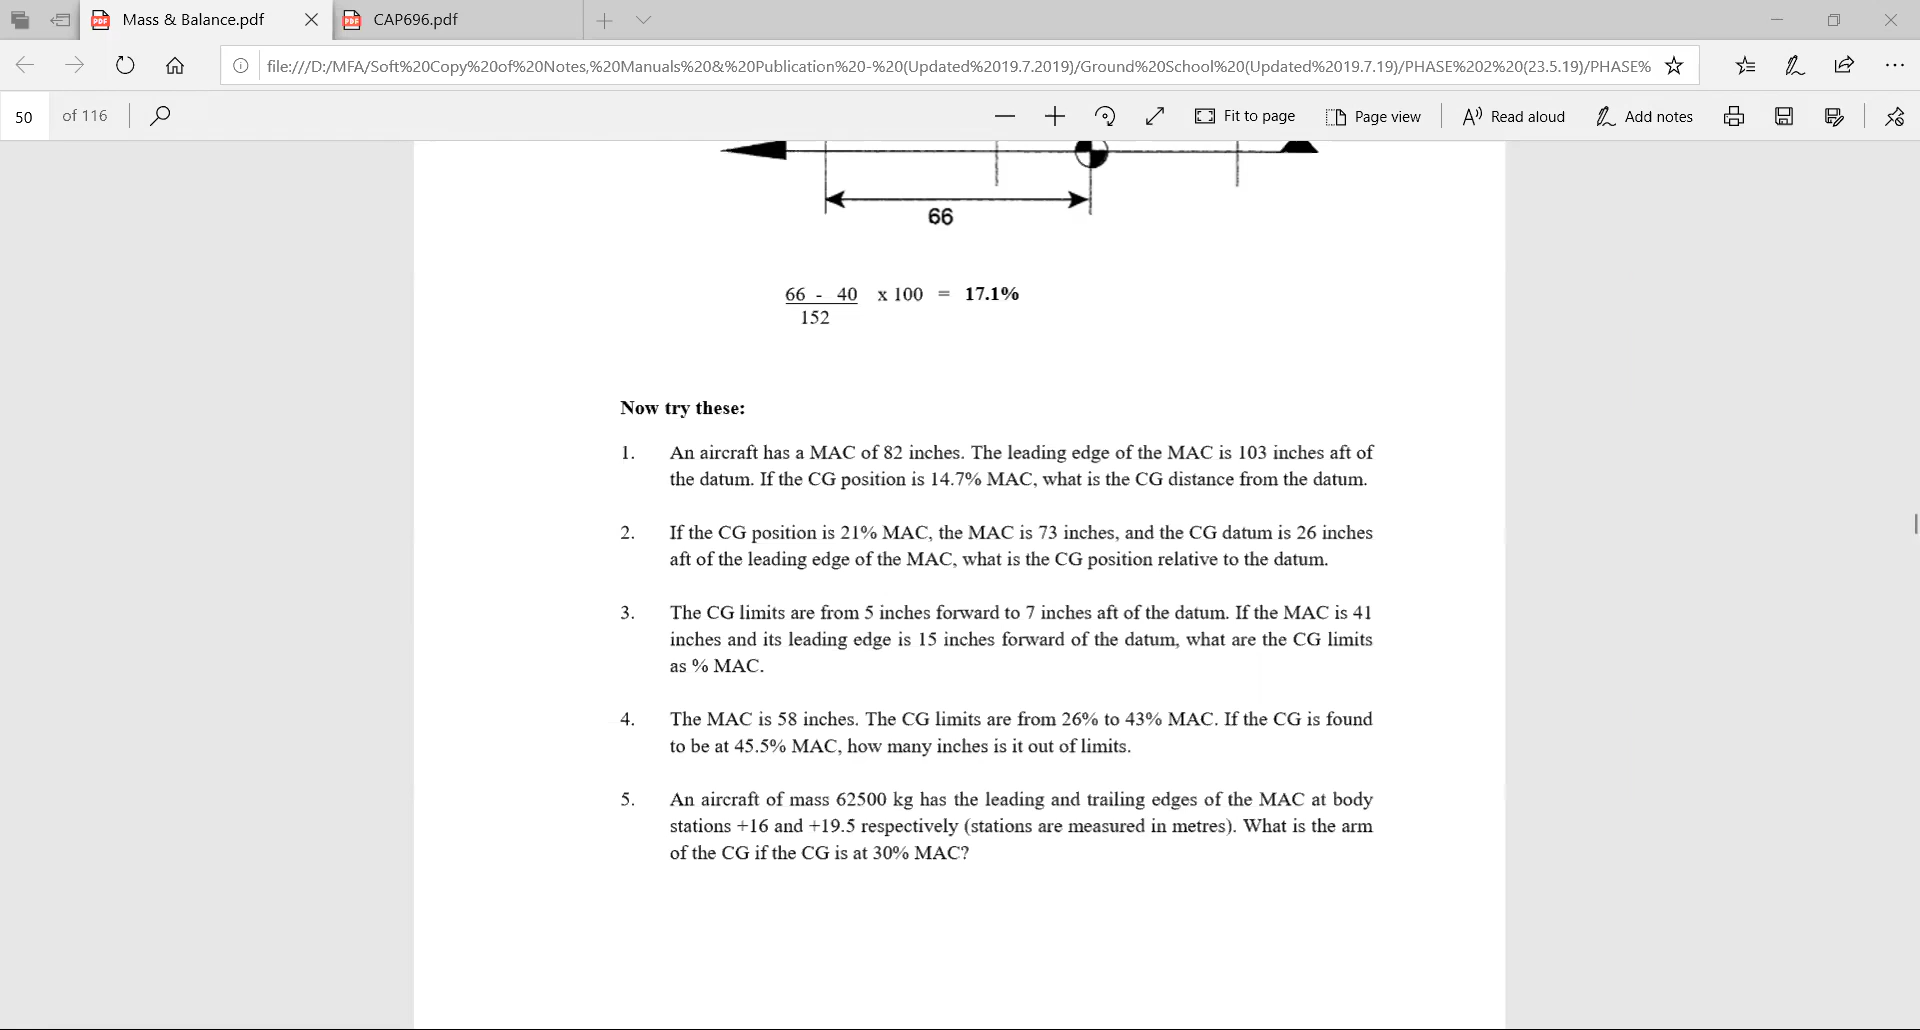 Mass & Balance.pdf
CAP696.pdf
file:///D:/MFA/Soft%20Copy%20of%20Notes,%20Manuals%20&%20Publication%20-%20(Updated%2019.7.2019)/Ground%20School%20(Updated%2019.7.19)/PHASE%202%20(23.5.19)/PHASE%
50 of 116
Fit to page
Page view
Read aloud
Add notes
66
66 - 40 x 100 = 17.1%
152
Now try these:
1. An aircraft has a MAC of 82 inches. The leading edge of the MAC is 103 inches aft of
the datum. If the CG position is 14.7% MAC, what is the CG distance from the datum.
2. If the CG position is 21% MAC, the MAC is 73 inches, and the CG datum is 26 inches
aft of the leading edge of the MAC, what is the CG position relative to the datum.
3. The CG limits are from 5 inches forward to 7 inches aft of the datum. If the MAC is 41
inches and its leading edge is 15 inches forward of the datum, what are the CG limits
as % MAC.
4. The MAC is 58 inches. The CG limits are from 26% to 43% MAC. If the CG is found
to be at 45.5% MAC, how many inches is it out of limits.
5. An aircraft of mass 62500 kg has the leading and trailing edges of the MAC at body
stations +16 and +19.5 respectively (stations are measured in metres). What is the arm
of the CG if the CG is at 30% MAC?